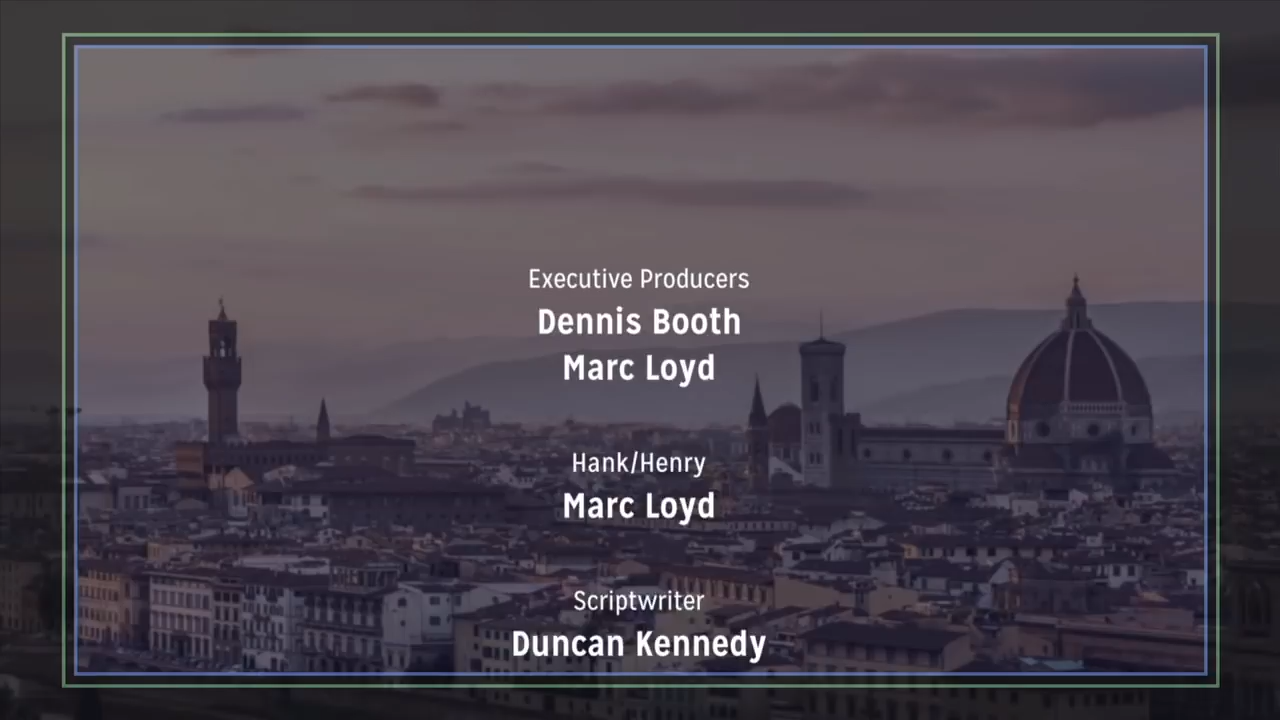 Executive Producers
Dennis Booth
Marc Loyd
Hank/Henry
Marc Loyd
Scriptwriter
Duncan Kennedy